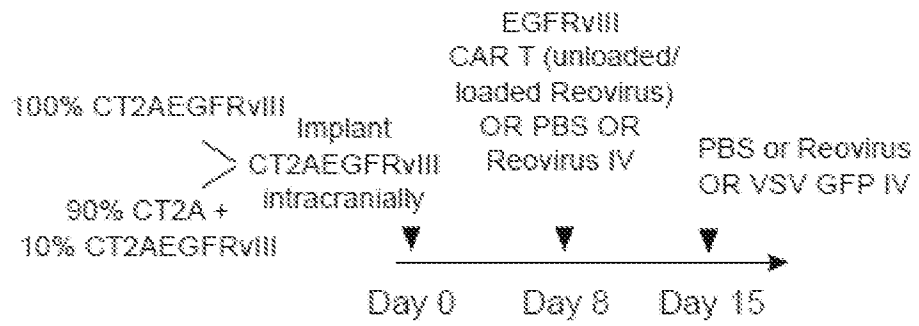 100% CT2AEGFRvIII
90% CT2A +
10% CT2AEGFRvIII
Implant
CT2AEGFRvIII
intracranially
EGFRvIII
CAR T (unloaded/
loaded Reovirus)
OR PBS OR
Reovirus IV
PBS or Reovirus
OR VSV GFP IV
Day 0
Day 8
Day 15